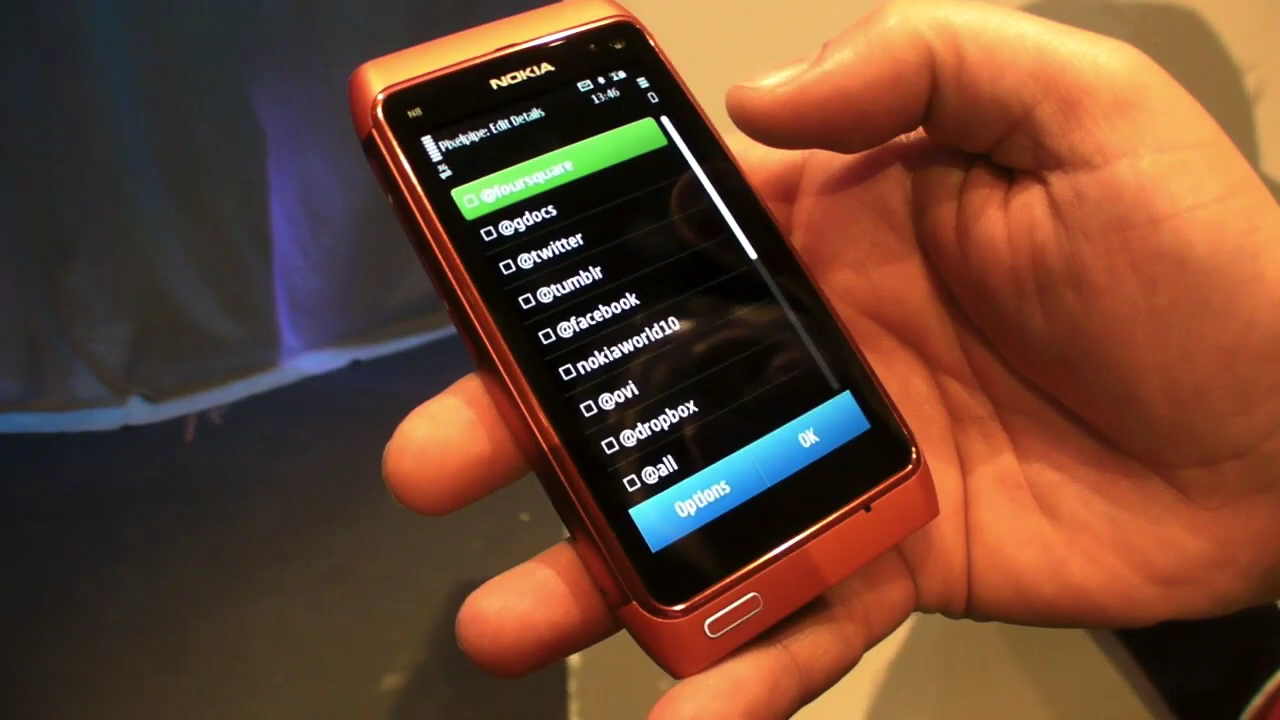 NOKIA
N8
13:46
Pixelpipe: Edit Details
@foursquare
@gdocs
@twitter
@tumblr
@facebook
nokiaworld10
@ovi
@dropbox
@all
Options OK